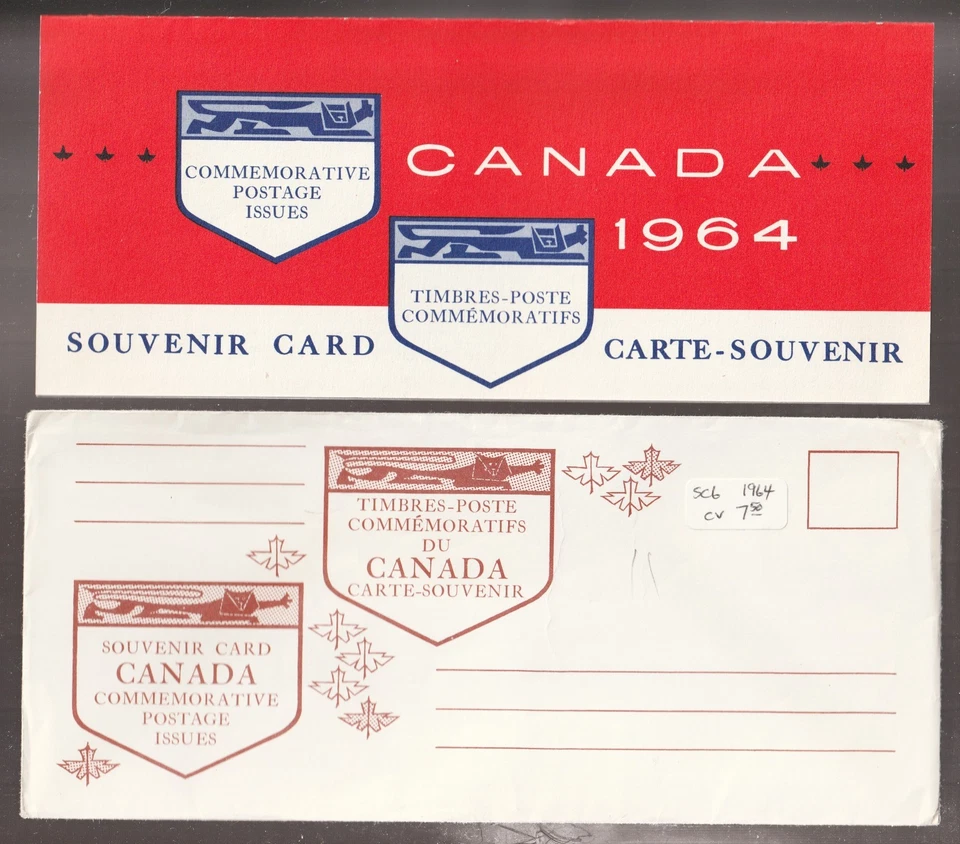 CANADA
1964
COMMEMORATIVE
POSTAGE
ISSUES
TIMBRES-POSTE
COMMÉMORATIFS
SOUVENIR CARD
CARTE-SOUVENIR
TIMBRES-POSTE
COMMÉMORATIFS
DU
CANADA
CARTE-SOUVENIR
SC6 1964
CV 7.50
SOUVENIR CARD
CANADA
COMMEMORATIVE
POSTAGE
ISSUES